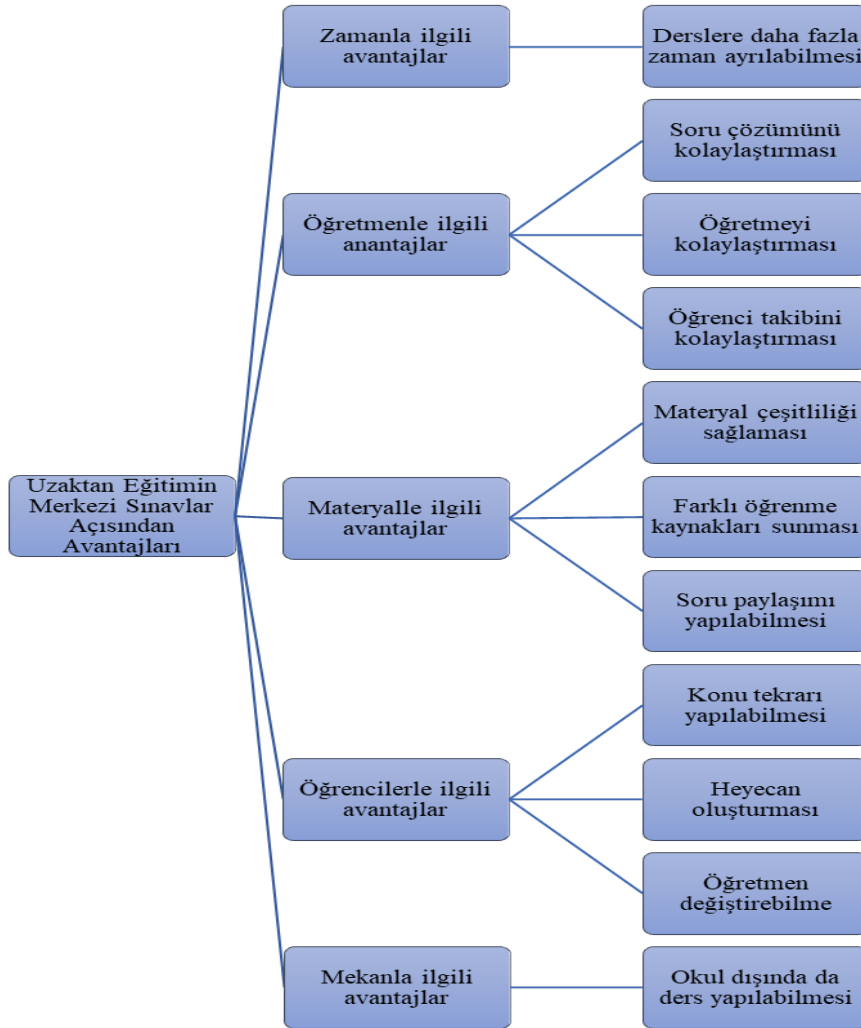 Zamanla ilgili
avantajlar
Derslere daha fazla
zaman ayrılabilmesi
Soru çözümünü
kolaylaştırması
Öğretmenle ilgili
anantajlar
Öğretmeyi
kolaylaştırması
Öğrenci takibini
kolaylaştırması
Uzaktan Eğitimin
Merkezi Sınavlar
Açısından
Avantajları
Materyalle ilgili
avantajlar
Materyal çeşitliliği
sağlaması
Farklı öğrenme
kaynakları sunması
Soru paylaşımı
yapılabilmesi
Öğrencilerle ilgili
avantajlar
Konu tekrarı
yapılabilmesi
Heyecan
oluşturması
Öğretmen
değiştirebilme
Mekanla ilgili
avantajlar
Okul dışında da
ders yapılabilmesi